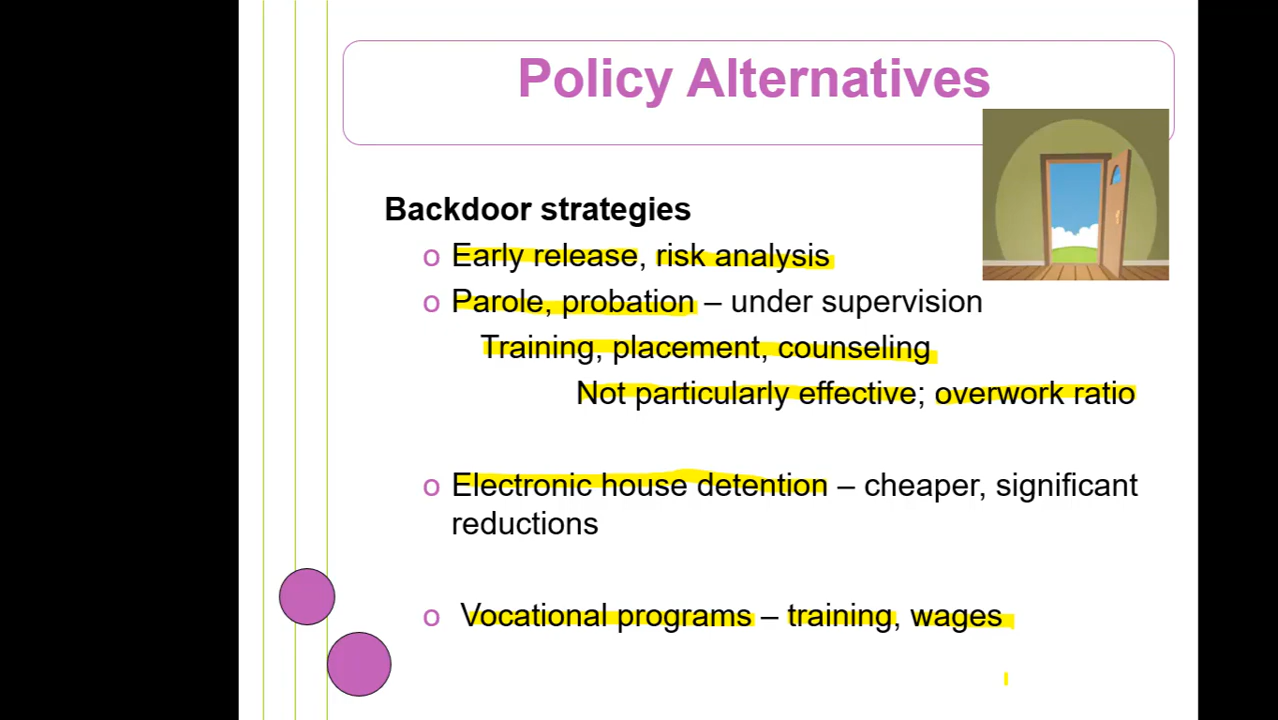 Policy Alternatives
Backdoor strategies
o Early release, risk analysis
o Parole, probation – under supervision
Training, placement, counseling
Not particularly effective; overwork ratio
o Electronic house detention – cheaper, significant
reductions
o Vocational programs – training, wages